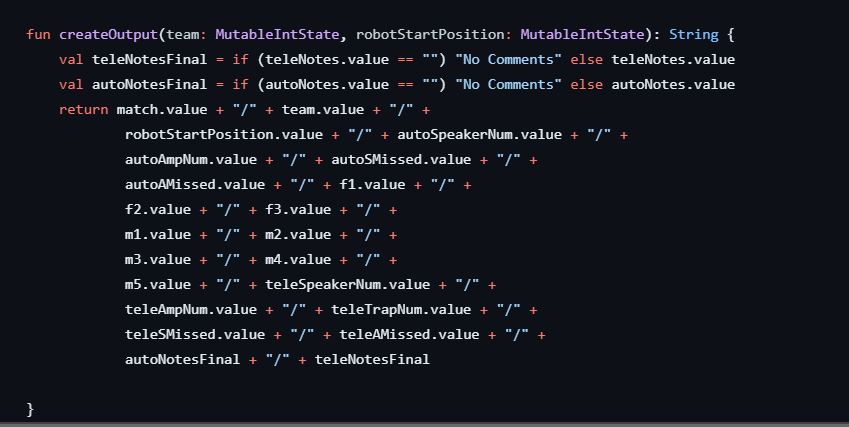 fun createOutput(team: MutableIntState, robotStartPosition: MutableIntState): String {
    val teleNotesFinal = if (teleNotes.value == "") "No Comments" else teleNotes.value
    val autoNotesFinal = if (autoNotes.value == "") "No Comments" else autoNotes.value
    return match.value + "/" + team.value + "/" +
            robotStartPosition.value + "/" + autoSpeakerNum.value + "/" +
            autoAmpNum.value + "/" + autoSMissed.value + "/" +
            autoAMissed.value + "/" + f1.value + "/" +
            f2.value + "/" + f3.value + "/" +
            m1.value + "/" + m2.value + "/" +
            m3.value + "/" + m4.value + "/" +
            m5.value + "/" + teleSpeakerNum.value + "/" +
            teleAmpNum.value + "/" + teleTrapNum.value + "/" +
            teleSMissed.value + "/" + teleAMissed.value + "/" +
            autoNotesFinal + "/" + teleNotesFinal
}